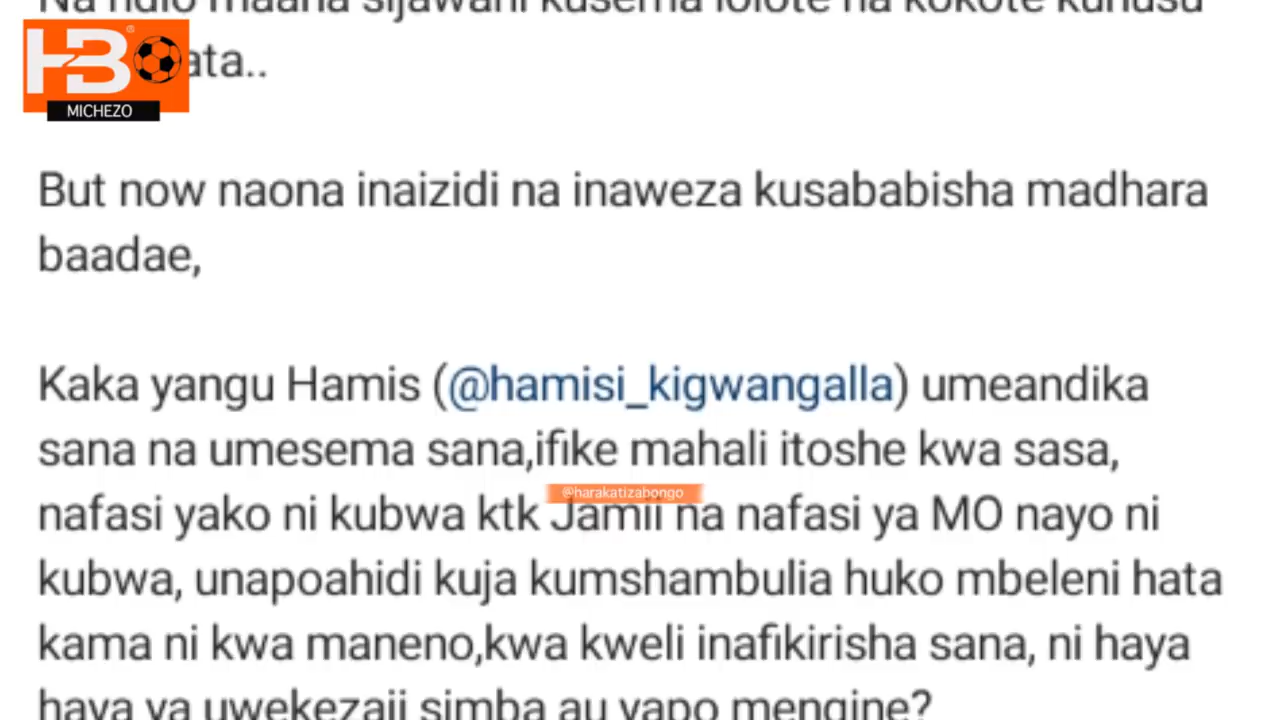 Na ndio maana sijawahi kusema lolote na kokote kuhusu
HB
MICHEZO
ata..
But now naona inaizidi na inaweza kusababisha madhara
baadae,
Kaka yangu Hamis (@hamisi_kigwangalla) umeandika
sana na umesema sana,ifike mahali itoshe kwa sasa,
@harakatizabongo
nafasi yako ni kubwa ktk Jamii na nafasi ya MO nayo ni
kubwa, unapoahidi kuja kumshambulia huko mbeleni hata
kama ni kwa maneno,kwa kweli inafikirisha sana, ni haya
haya ya uwekezaji simba au yapo mengine?